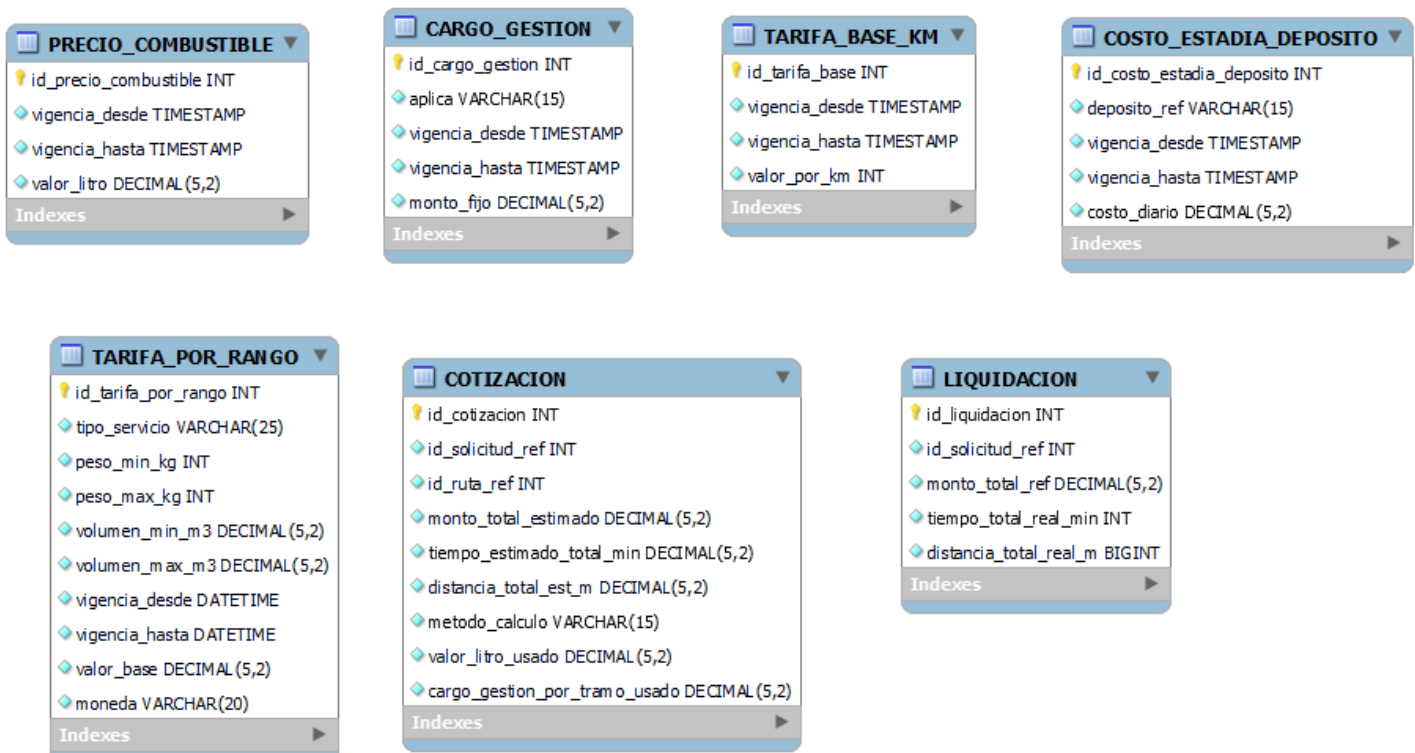 PRECIO_COMBUSTIBLE
id_precio_combustible INT
vigencia_desde TIMESTAMP
vigencia_hasta TIMESTAMP
valor_litro DECIMAL(5,2)
Indexes
CARGO_GESTION
id_cargo_gestion INT
aplica VARCHAR(15)
vigencia_desde TIMESTAMP
vigencia_hasta TIMESTAMP
monto_fijo DECIMAL(5,2)
Indexes
TARIFA_BASE_KM
id_tarifa_base INT
vigencia_desde TIMESTAMP
vigencia_hasta TIMESTAMP
valor_por_km INT
Indexes
COSTO_ESTADIA_DEPOSITO
id_costo_estadia_deposito INT
deposito_ref VARCHAR(15)
vigencia_desde TIMESTAMP
vigencia_hasta TIMESTAMP
costo_diario DECIMAL(5,2)
Indexes
TARIFA_POR_RANGO
id_tarifa_por_rango INT
tipo_servicio VARCHAR(25)
peso_min_kg INT
peso_max_kg INT
volumen_min_m3 DECIMAL(5,2)
volumen_max_m3 DECIMAL(5,2)
vigencia_desde DATETIME
vigencia_hasta DATETIME
valor_base DECIMAL(5,2)
moneda VARCHAR(20)
Indexes
COTIZACION
id_cotizacion INT
id_solicitud_ref INT
id_ruta_ref INT
monto_total_estimado DECIMAL(5,2)
tiempo_estimado_total_min DECIMAL(5,2)
distancia_total_est_m DECIMAL(5,2)
metodo_calculo VARCHAR(15)
valor_litro_usado DECIMAL(5,2)
cargo_gestion_por_tramo_usado DECIMAL(5,2)
Indexes
LIQUIDACION
id_liquidacion INT
id_solicitud_ref INT
monto_total_ref DECIMAL(5,2)
tiempo_total_real_min INT
distancia_total_real_m BIGINT
Indexes